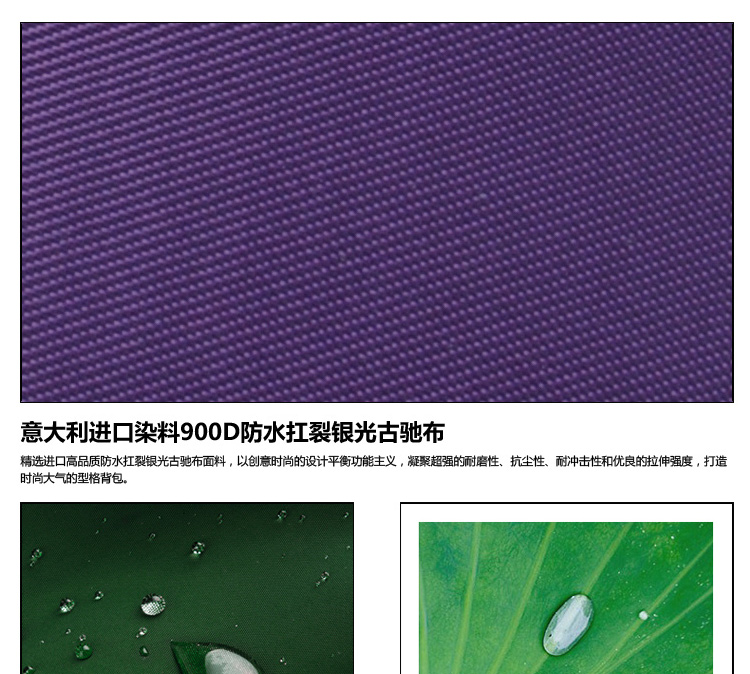 意大利进口染料900D防水扛裂银光古驰布
精选进口高品质防水扛裂银光古驰布面料，以创意时尚的设计平衡功能主义，凝聚超强的耐磨性、抗尘性、耐冲击性和优良的拉伸强度，打造
时尚大气的型格背包。